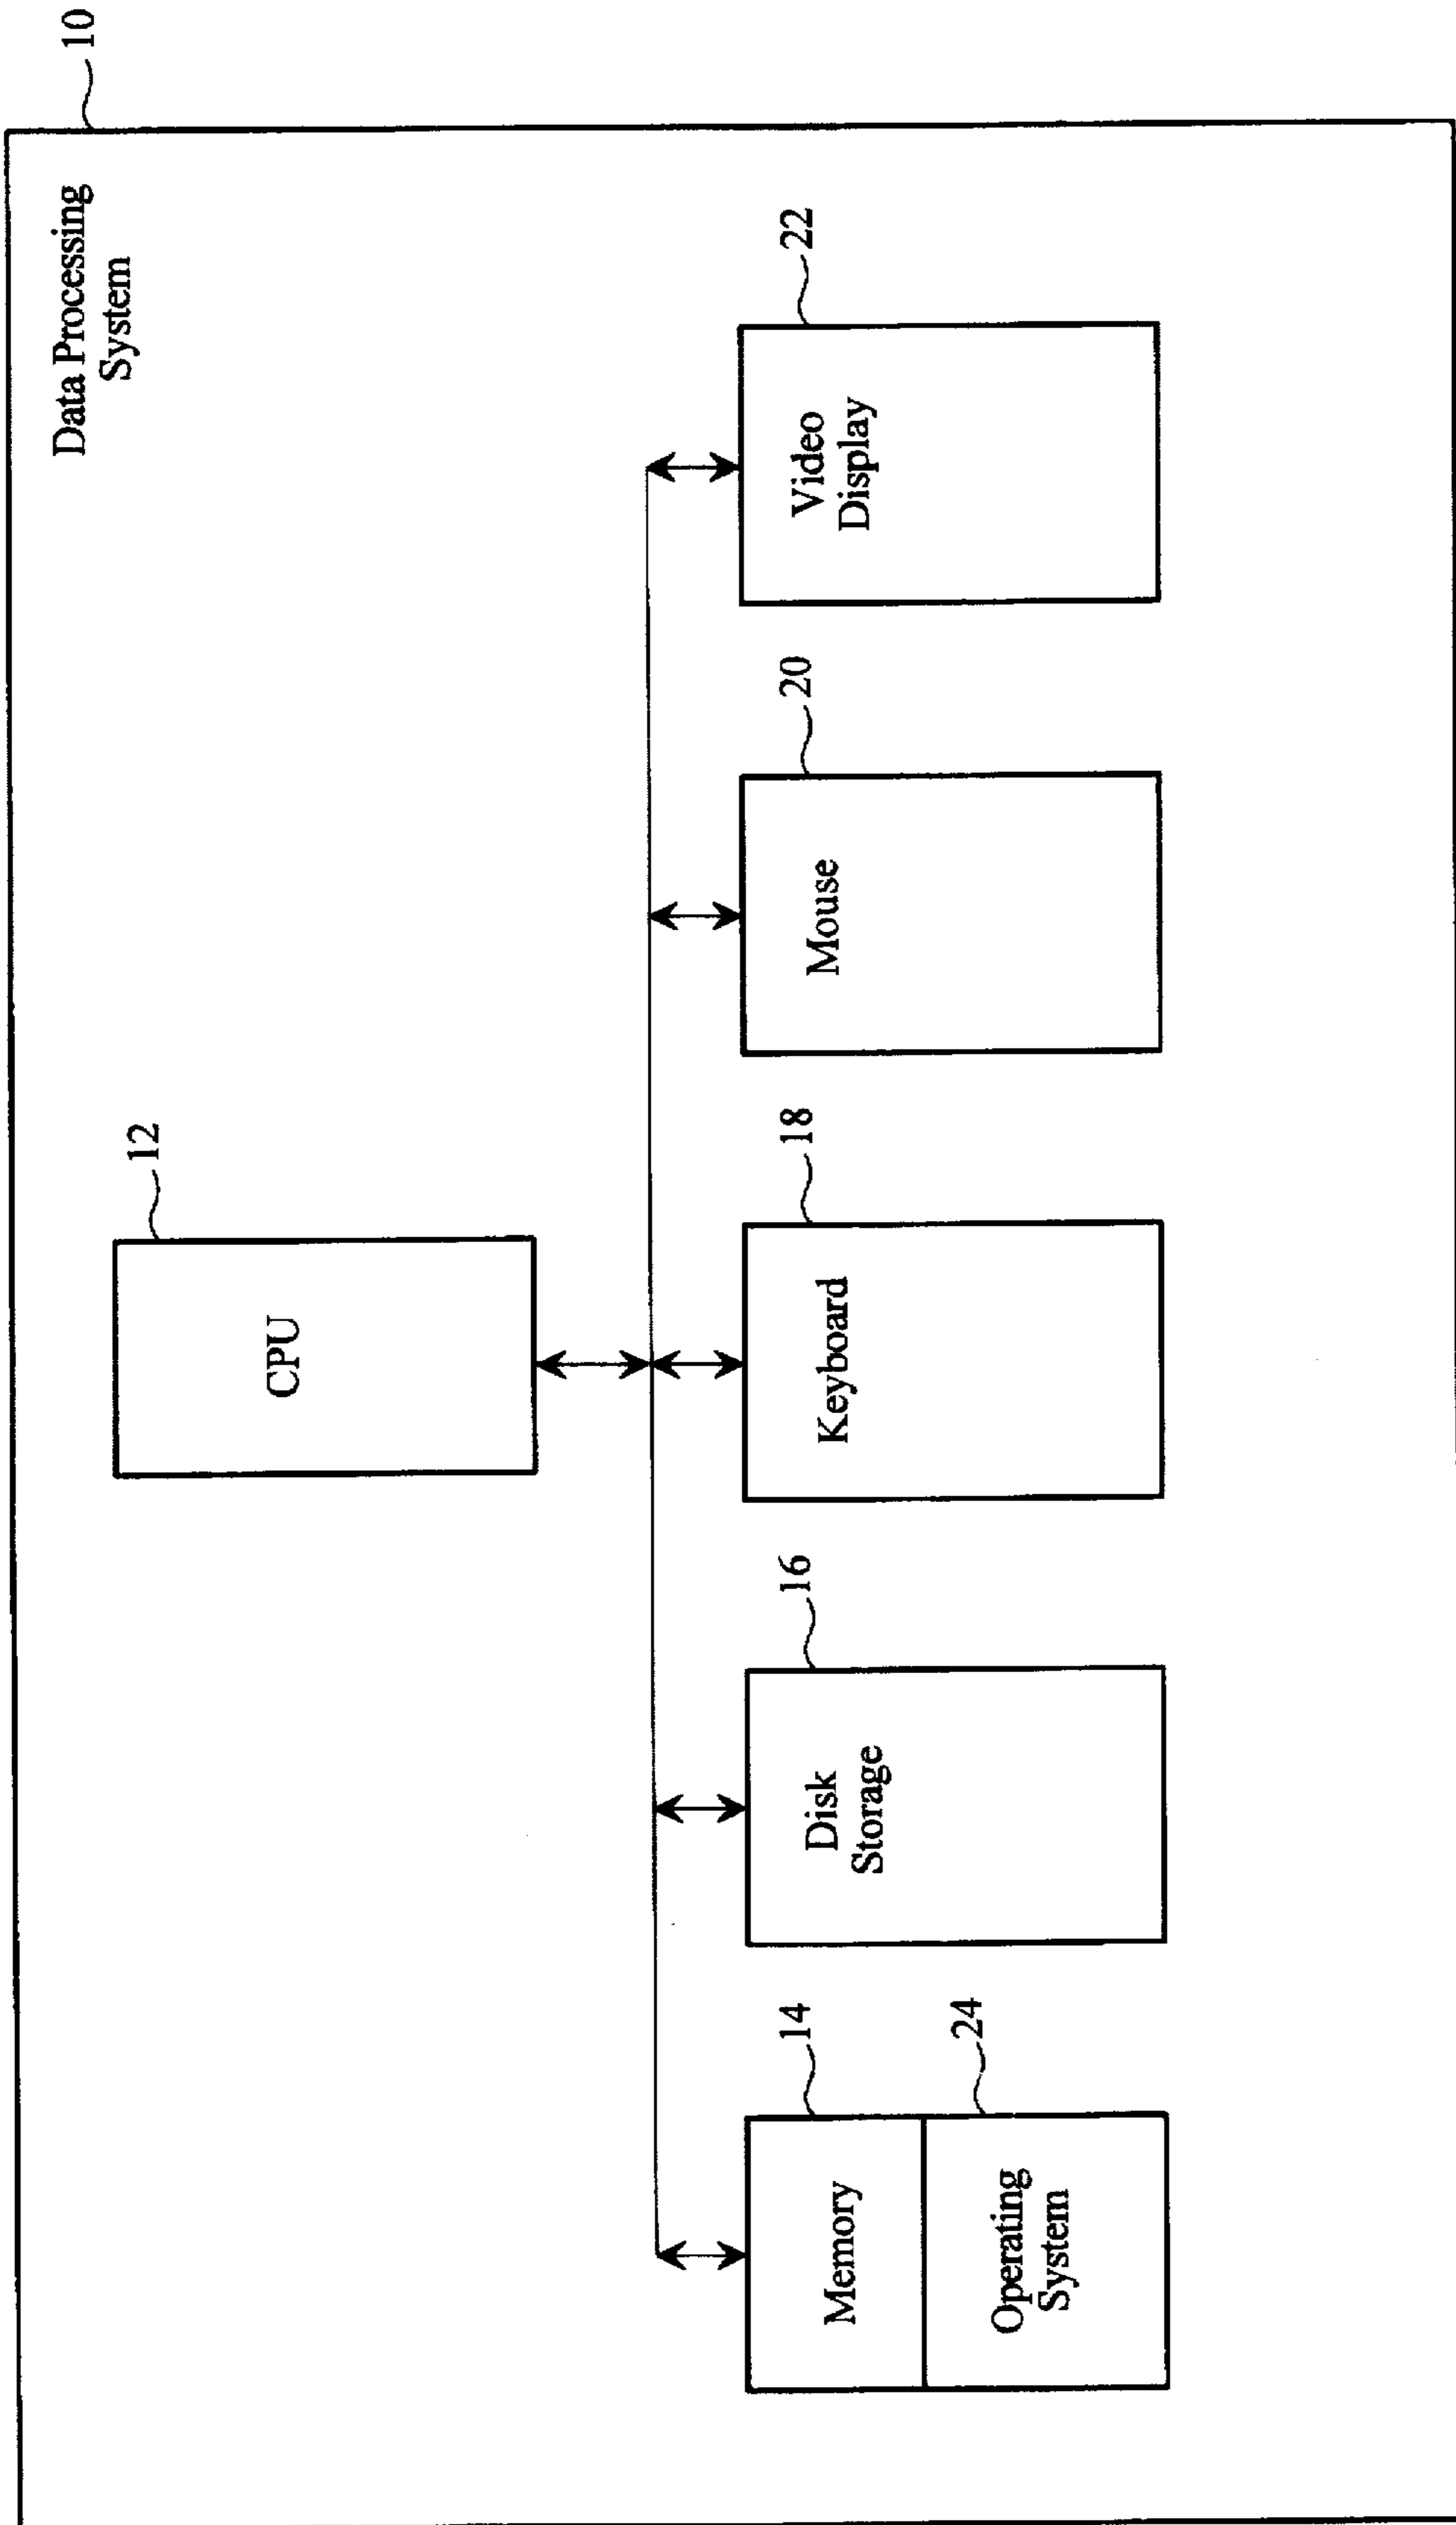 10
Data Processing
System
12
CPU
14
Memory
24
Operating
System
16
Disk
Storage
18
Keyboard
20
Mouse
22
Video
Display